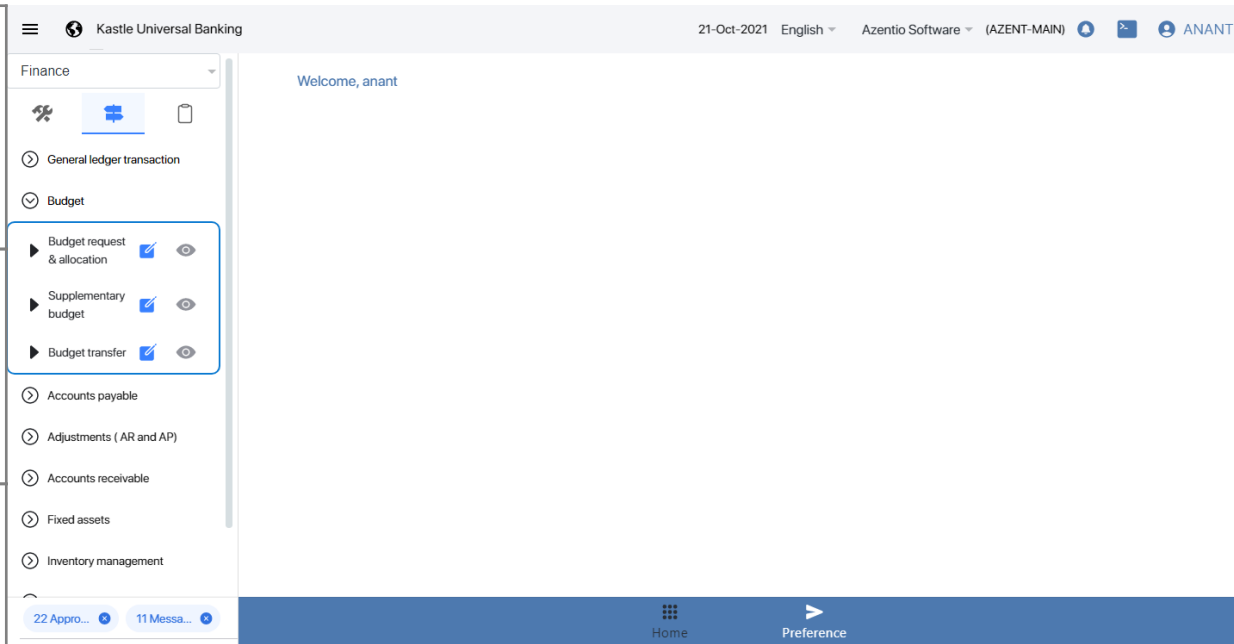 Kastle Universal Banking
21-Oct-2021 English Azentio Software (AZENT-MAIN) ANANT
Finance
Welcome, anant
General ledger transaction
Budget
Budget request
& allocation
Supplementary
budget
Budget transfer
Accounts payable
Adjustments ( AR and AP)
Accounts receivable
Fixed assets
Inventory management
22 Appro... 11 Messa...
Home
Preference